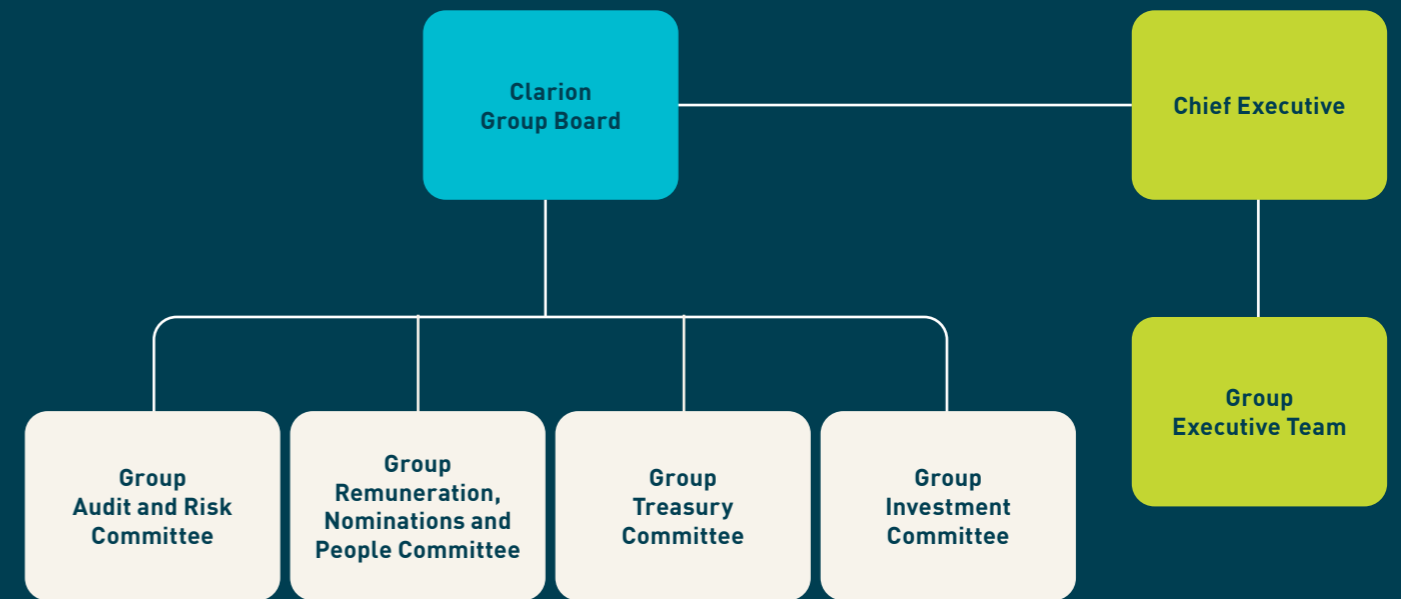 Clarion
Group Board
Chief Executive
Group
Executive Team
Group
Audit and Risk
Committee
Group
Remuneration,
Nominations and
People Committee
Group
Treasury
Committee
Group
Investment
Committee